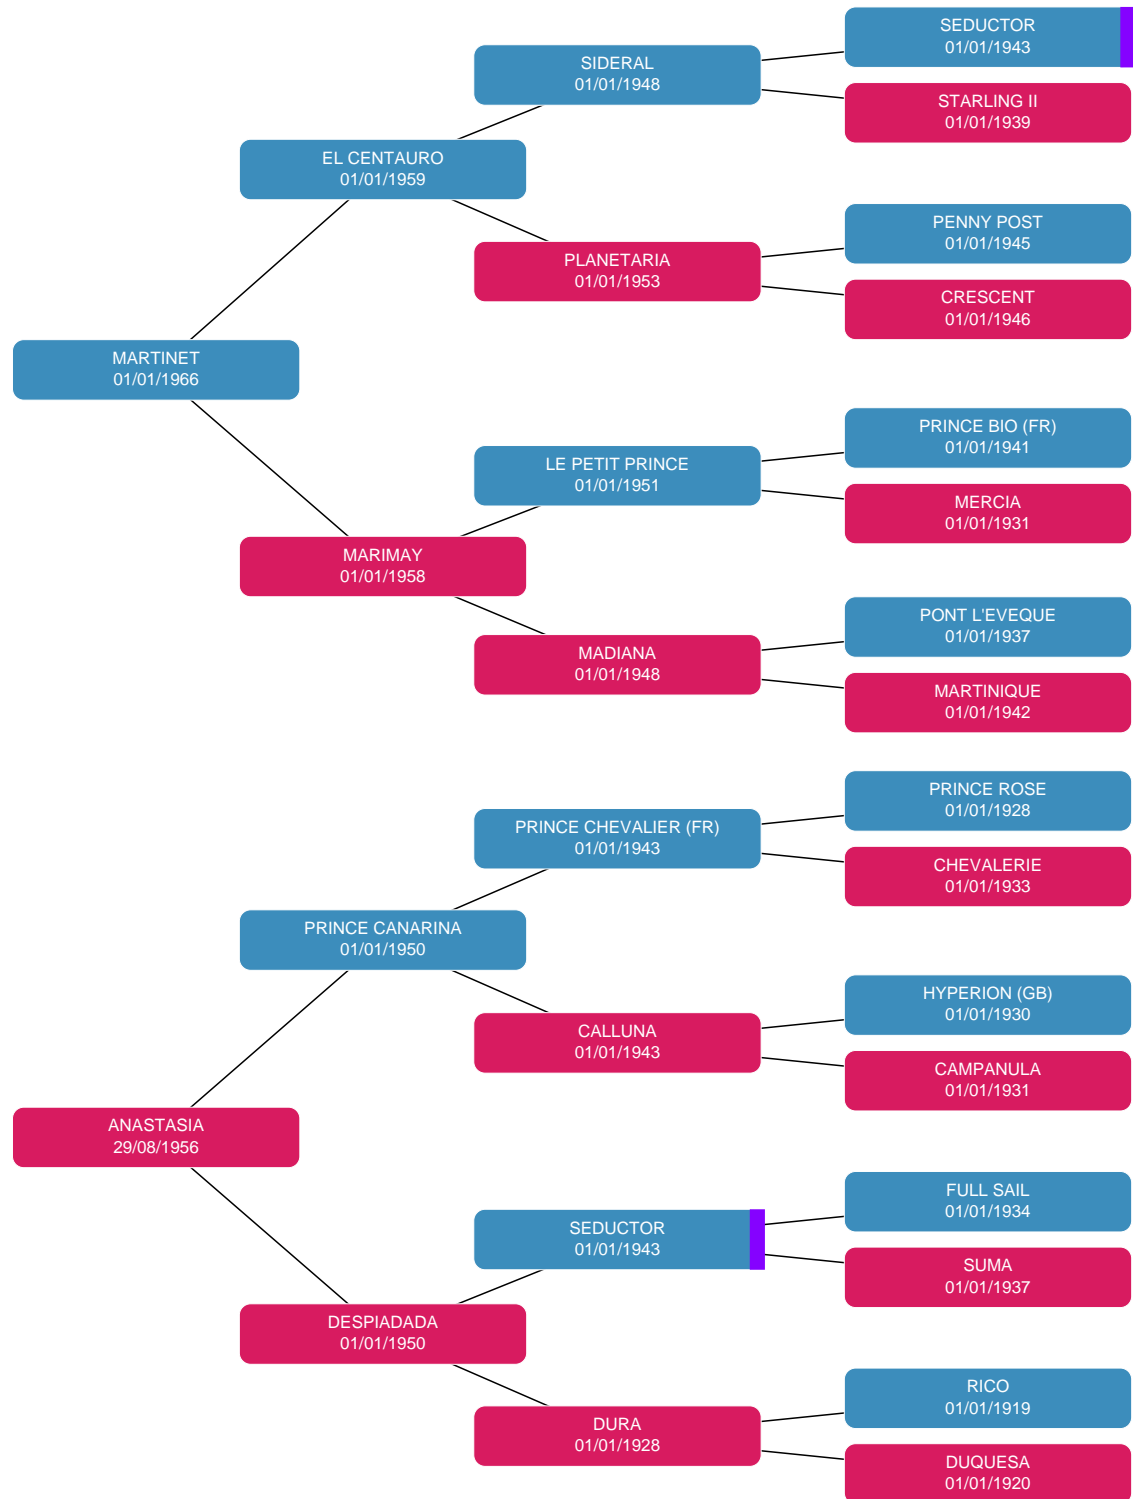 SEDUCTOR
01/01/1943
SIDERAL
01/01/1948
STARLING II
01/01/1939
EL CENTAURO
01/01/1959
PENNY POST
01/01/1945
PLANETARIA
01/01/1953
CRESCENT
01/01/1946
MARTINET
01/01/1966
PRINCE BIO (FR)
01/01/1941
LE PETIT PRINCE
01/01/1951
MERCIA
01/01/1931
MARIMAY
01/01/1958
PONT L'EVEQUE
01/01/1937
MADIANA
01/01/1948
MARTINIQUE
01/01/1942
PRINCE ROSE
01/01/1928
PRINCE CHEVALIER (FR)
01/01/1943
CHEVALERIE
01/01/1933
PRINCE CANARINA
01/01/1950
HYPERION (GB)
01/01/1930
CALLUNA
01/01/1943
CAMPANULA
01/01/1931
ANASTASIA
29/08/1956
FULL SAIL
01/01/1934
SEDUCTOR
01/01/1943
SUMA
01/01/1937
DESPIADADA
01/01/1950
RICO
01/01/1919
DURA
01/01/1928
DUQUESA
01/01/1920